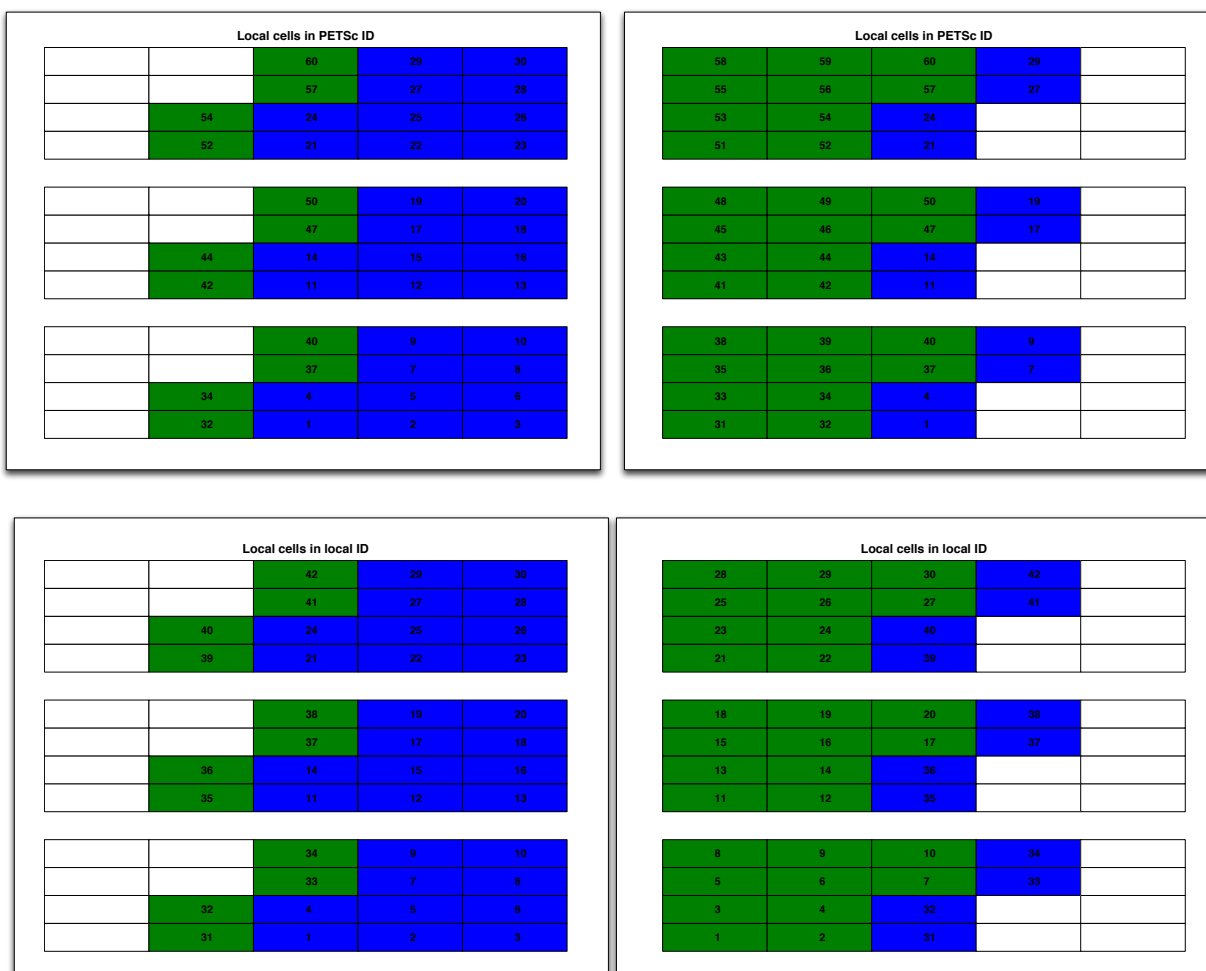 Local cells in PETSc ID
60 29 30
57 27 28
54 24 25 26
52 21 22 23
50 19 20
47 17 18
44 14 15 16
42 11 12 13
40 9 10
37 7 8
34 4 5 6
32 1 2 3
Local cells in PETSc ID
58 59 60 29
55 56 57 27
53 54 24
51 52 21
48 49 50 19
45 46 47 17
43 44 14
41 42 11
38 39 40 9
35 36 37 7
33 34 4
31 32 1
Local cells in local ID
42 29 30
41 27 28
40 24 25 26
39 21 22 23
38 19 20
37 17 18
36 14 15 16
35 11 12 13
34 9 10
33 7 8
32 4 5 6
31 1 2 3
Local cells in local ID
28 29 30 42
25 26 27 41
23 24 40
21 22 39
18 19 20 38
15 16 17 37
13 14 36
11 12 35
8 9 10 34
5 6 7 33
3 4 32
1 2 31